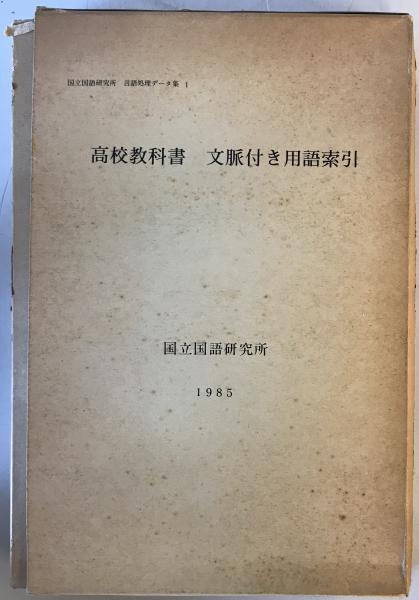 国立国語研究所 言語処理データ集 1
高校教科書 文脈付き用語索引
国立国語研究所
1985